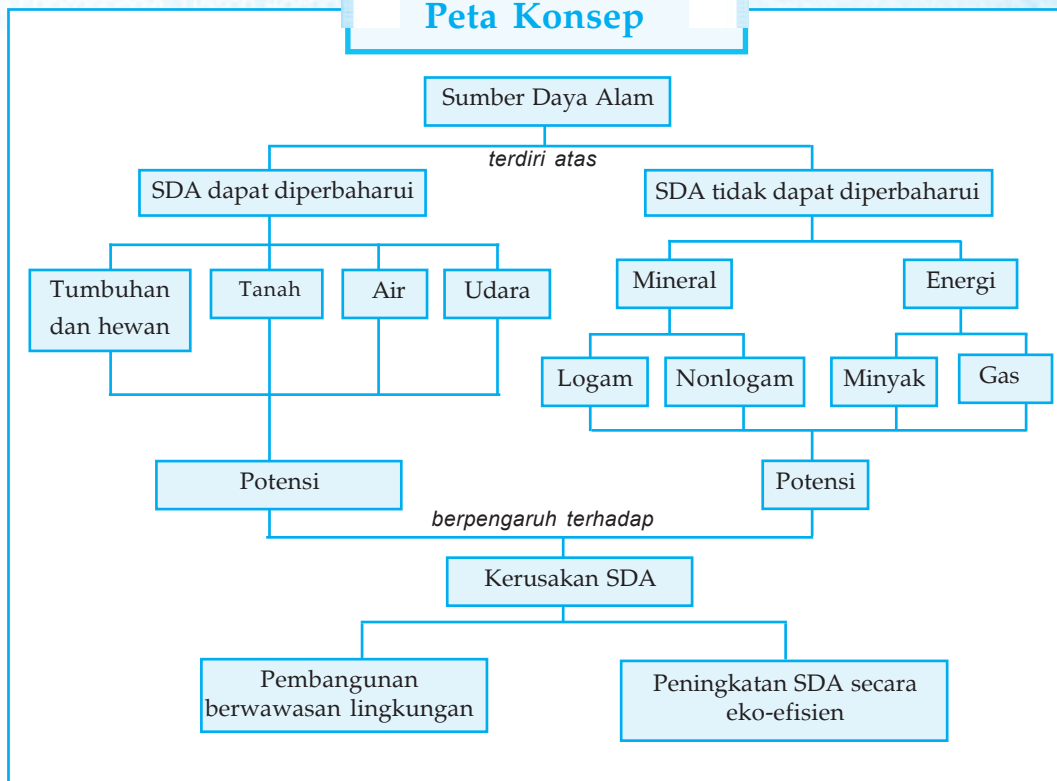 Peta Konsep
Sumber Daya Alam
terdiri atas
SDA dapat diperbaharui
SDA tidak dapat diperbaharui
Tumbuhan
dan hewan
Tanah
Air
Udara
Mineral
Energi
Logam
Nonlogam
Minyak
Gas
Potensi
Potensi
berpengaruh terhadap
Kerusakan SDA
Pembangunan
berwawasan lingkungan
Peningkatan SDA secara
eko-efisien